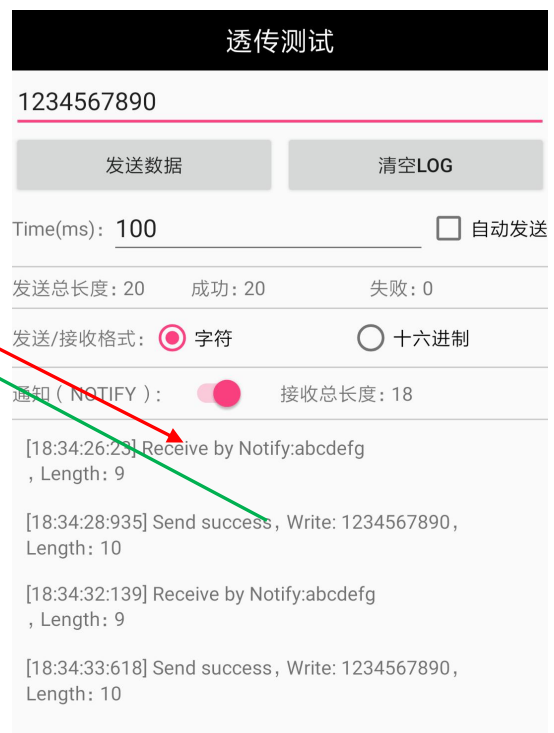 透传测试
1234567890
发送数据 清空LOG
Time(ms): 100 自动发送
发送总长度: 20 成功: 20 失败: 0
发送/接收格式: 字符 十六进制
通知 ( NOTIFY ) : 接收总长度: 18
[18:34:26:23] Receive by Notify:abcdefg
, Length: 9
[18:34:28:935] Send success, Write: 1234567890,
Length: 10
[18:34:32:139] Receive by Notify:abcdefg
, Length: 9
[18:34:33:618] Send success, Write: 1234567890,
Length: 10